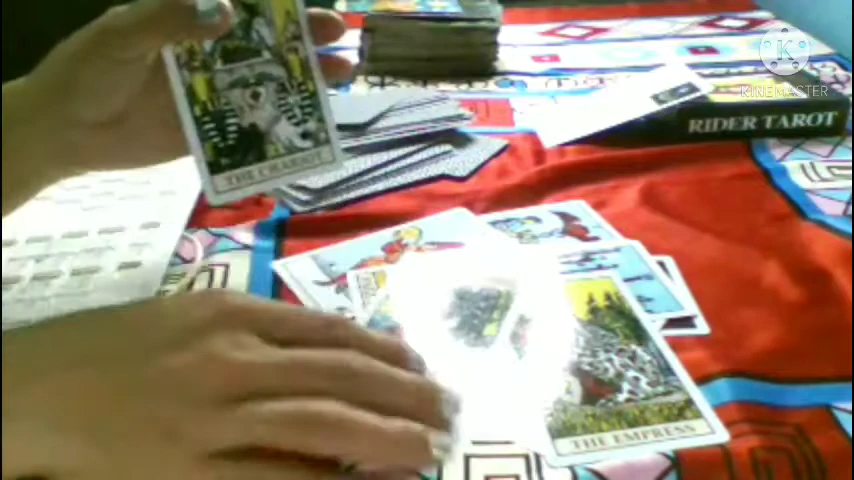 KINEMASTER
RIDER TAROT
THE CHARIOT
THE EMPRESS